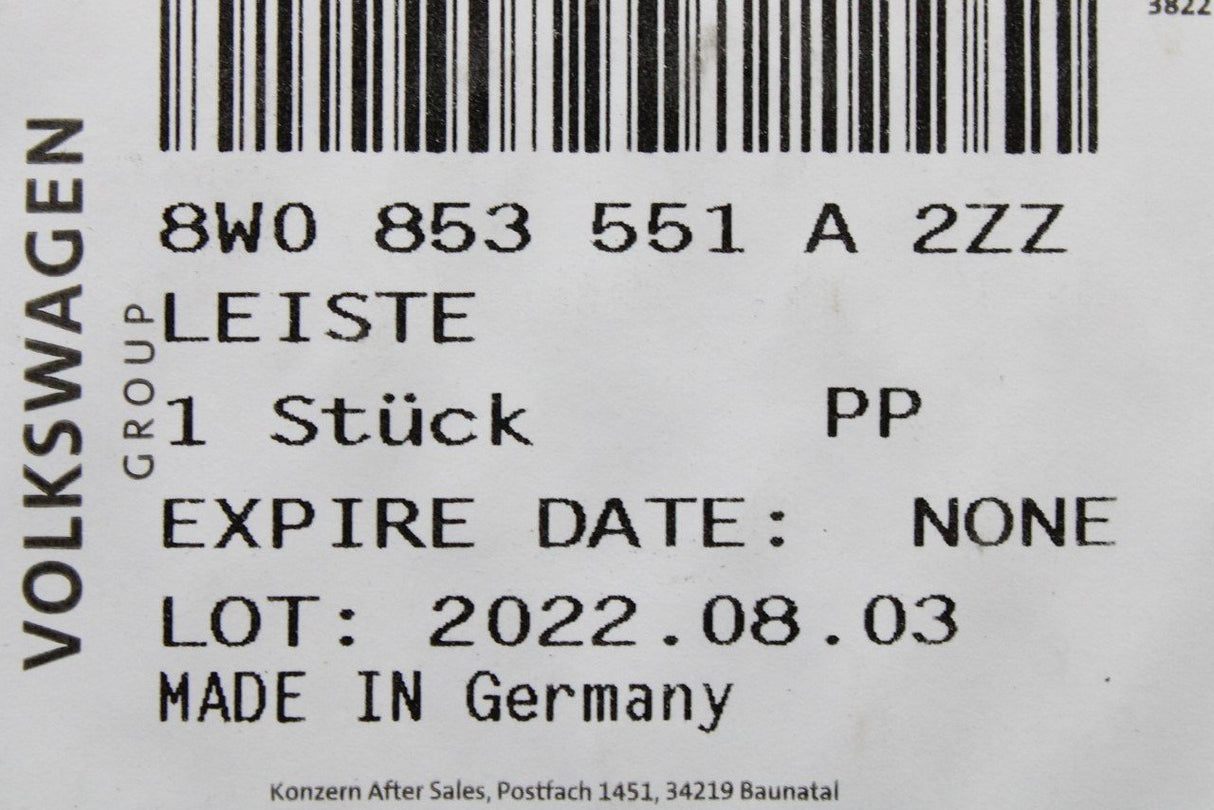 3822
8W0 853 551 A 2ZZ
LEISTE
1 Stück PP
EXPIRE DATE: NONE
LOT: 2022.08.03
MADE IN Germany
VOLKSWAGEN
GROUP
Konzern After Sales, Postfach 1451, 34219 Baunatal